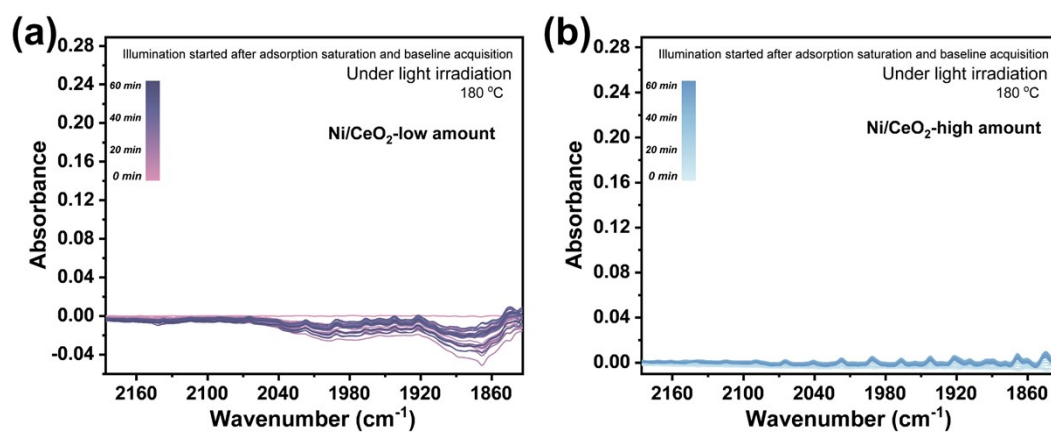 (a)
0.28
0.24
0.20
0.16
0.12
0.08
0.04
0.00
-0.04
Absorbance
Illumination started after adsorption saturation and baseline acquisition
Under light irradiation
180 °C
60 min
40 min
20 min
0 min
Ni/CeO₂-low amount
2160 2100 2040 1980 1920 1860
Wavenumber (cm⁻¹)
(b)
0.28
0.24
0.20
0.16
0.12
0.08
0.04
0.00
Absorbance
Illumination started after adsorption saturation and baseline acquisition
Under light irradiation
180 °C
60 min
40 min
20 min
0 min
Ni/CeO₂-high amount
2160 2100 2040 1980 1920 1860
Wavenumber (cm⁻¹)